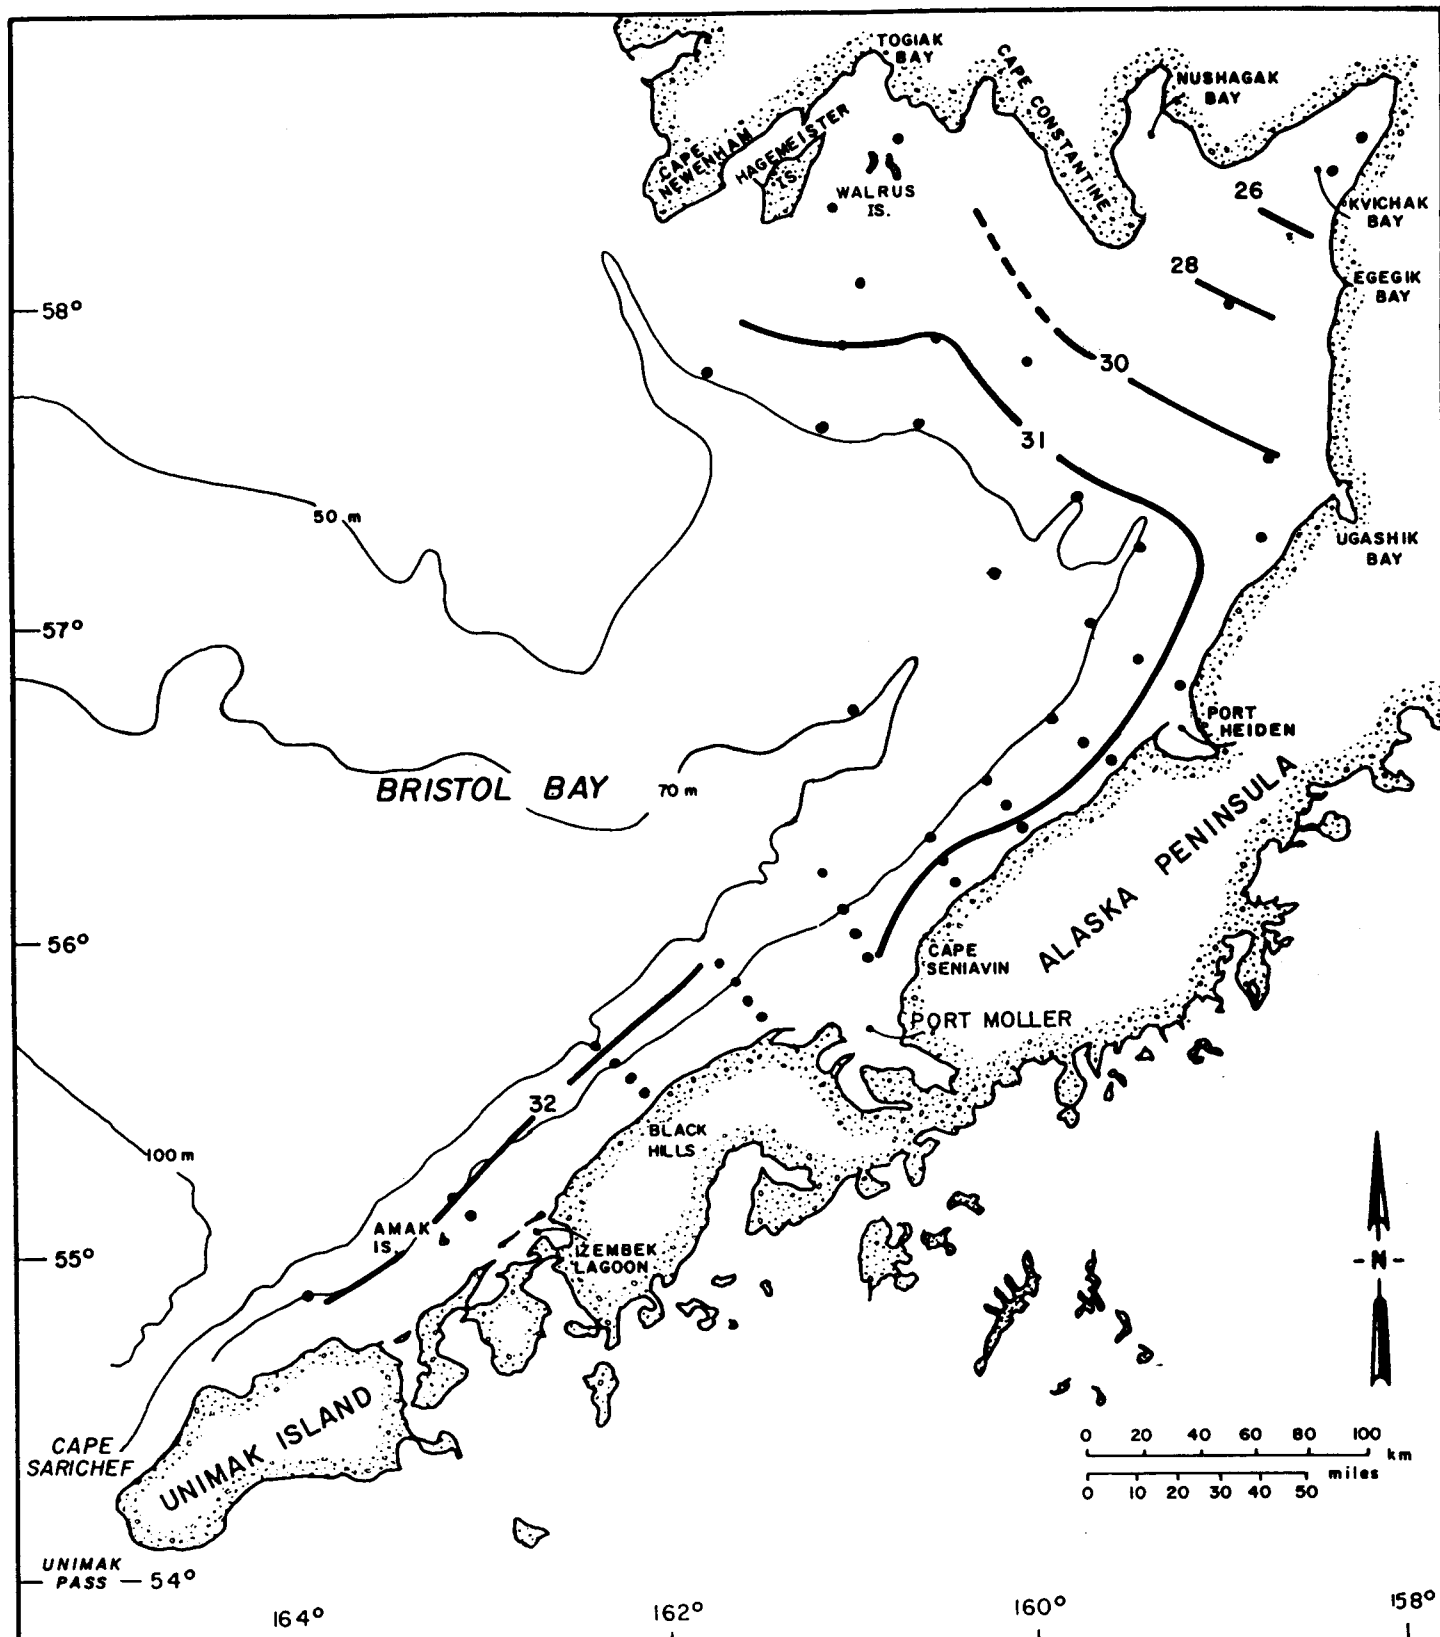 TOGIAK
BAY
CAPE CONSTANTINE
NUSHAGAK
BAY
CAPE
NEWENHAM
HAGEMEISTER
IS.
WALRUS
IS.
26
KVICHAK
BAY
28
EGEGIK
BAY
58°
30
31
50 m
UGASHIK
BAY
57°
PORT
HEIDEN
BRISTOL BAY
70 m
ALASKA PENINSULA
56°
CAPE
SENIAVIN
PORT MOLLER
32
BLACK
HILLS
100 m
AMAK
IS.
IZEMBEK
LAGOON
55°
N
UNIMAK ISLAND
CAPE
SARICHEF
0 20 40 60 80 100
km
miles
0 10 20 30 40 50
UNIMAK
PASS
54°
164° 162° 160° 158°